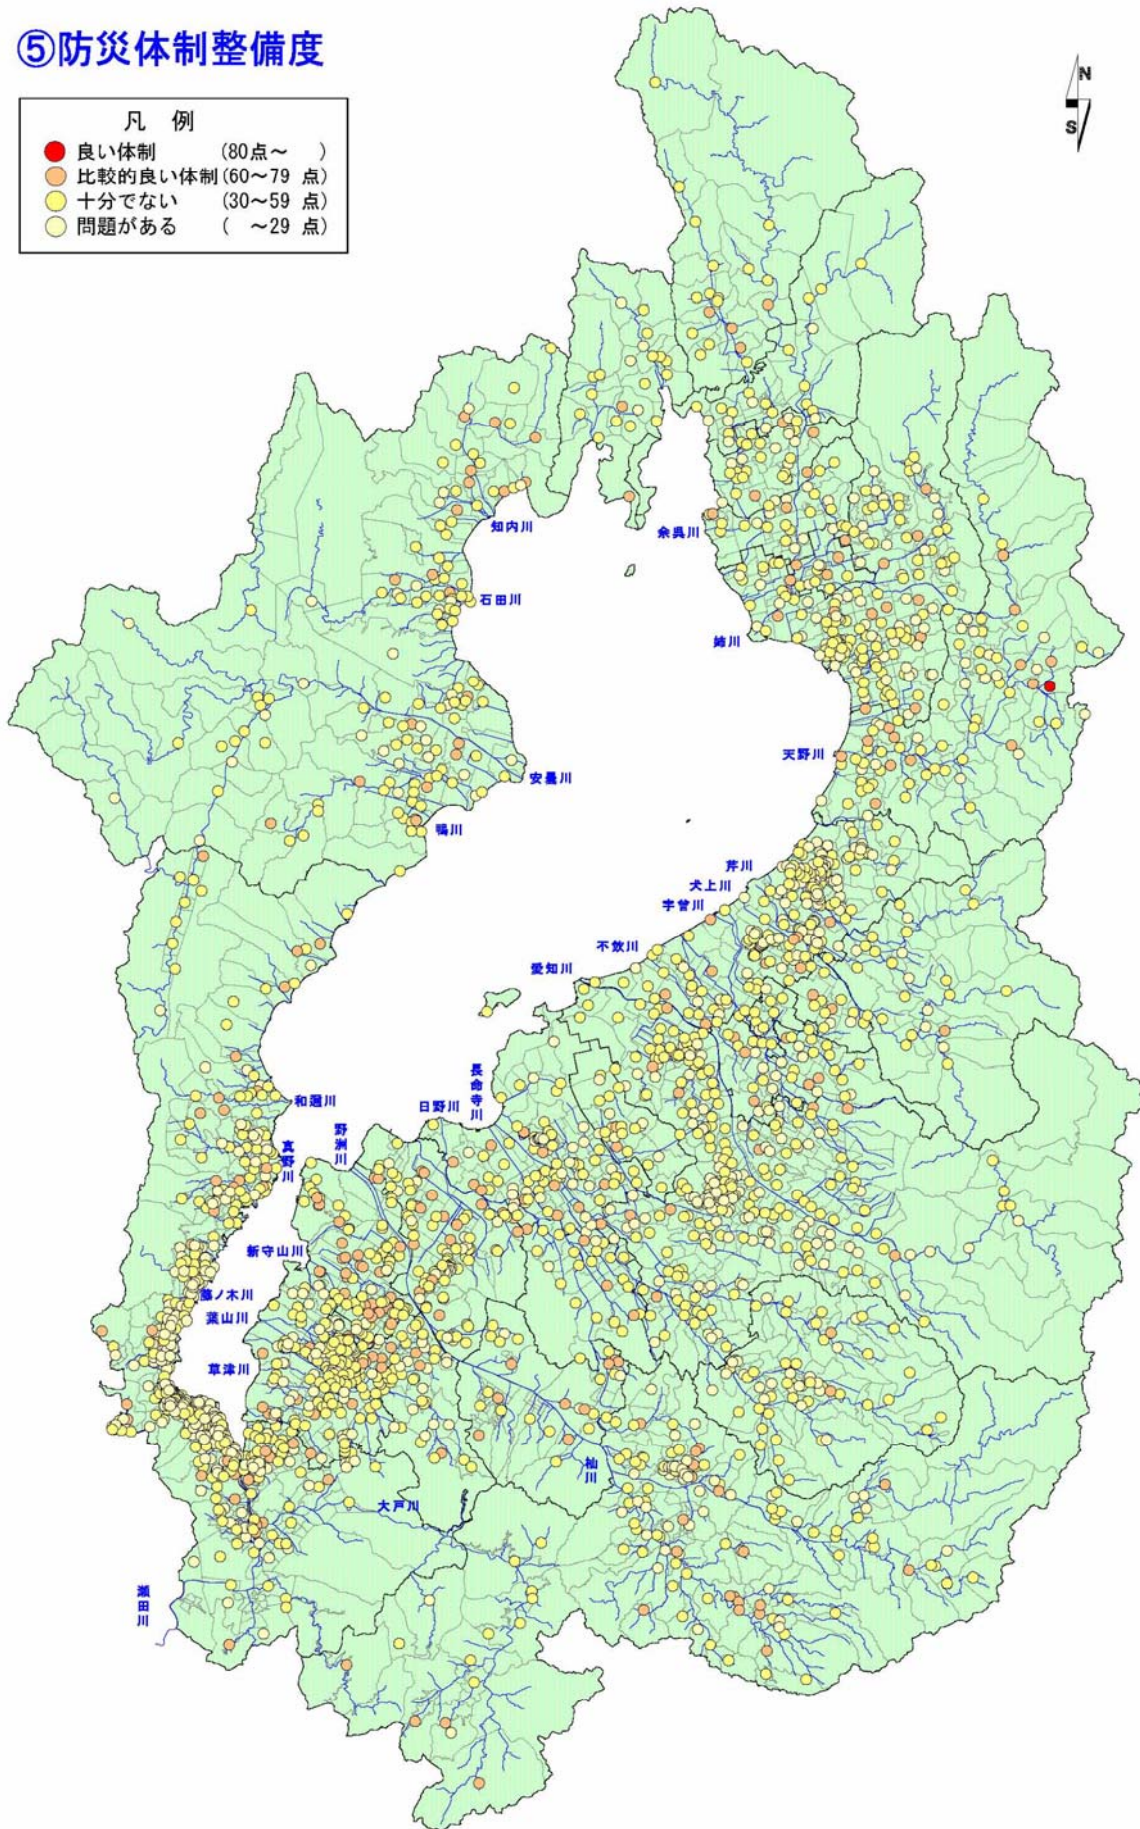 ⑤防災体制整備度
凡 例
良い体制 (80点～ )
比較的良い体制(60～79 点)
十分でない (30～59 点)
問題がある ( ～29 点)
N
S
知内川
余呉川
石田川
姉川
天野川
安曇川
鴨川
芹川
犬上川
宇曽川
不飲川
愛知川
長命寺川
日野川
和邇川
野洲川
真野川
新守山川
藤ノ木川
葉山川
草津川
杣川
大戸川
瀬田川